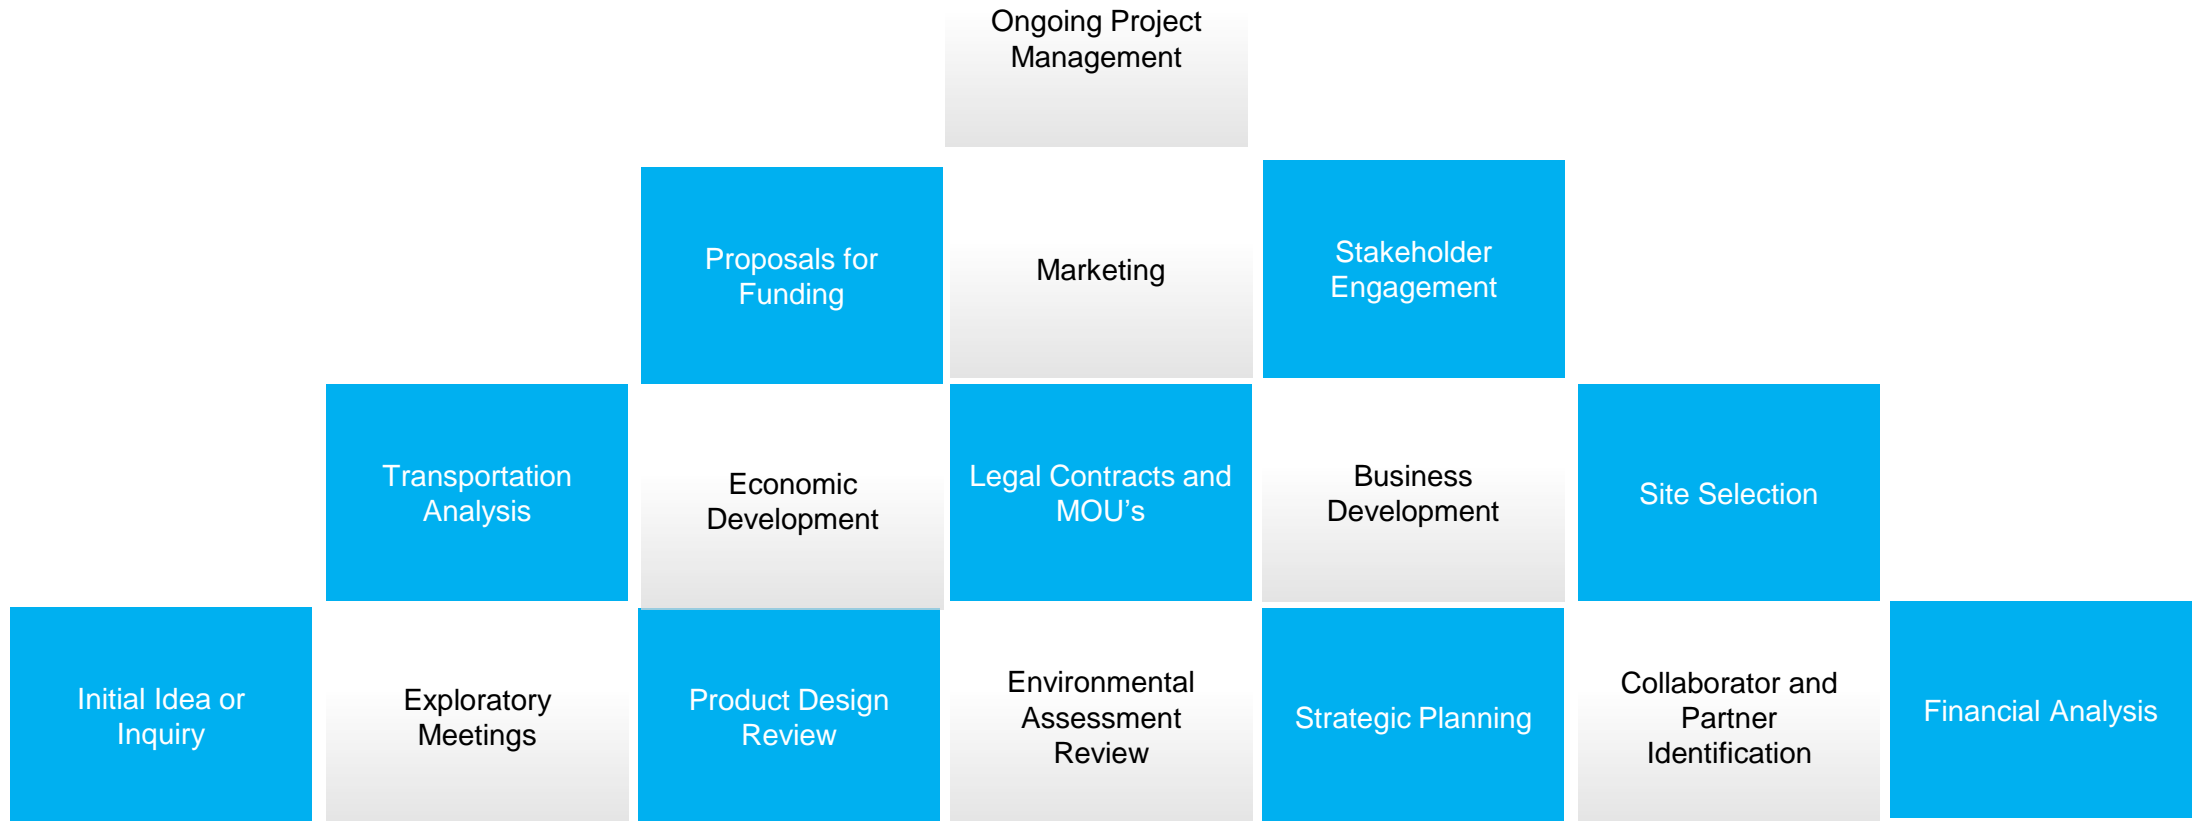 Ongoing Project
Management
Proposals for
Funding
Marketing
Stakeholder
Engagement
Transportation
Analysis
Economic
Development
Legal Contracts and
MOU’s
Business
Development
Site Selection
Initial Idea or
Inquiry
Exploratory
Meetings
Product Design
Review
Environmental
Assessment
Review
Strategic Planning
Collaborator and
Partner
Identification
Financial Analysis